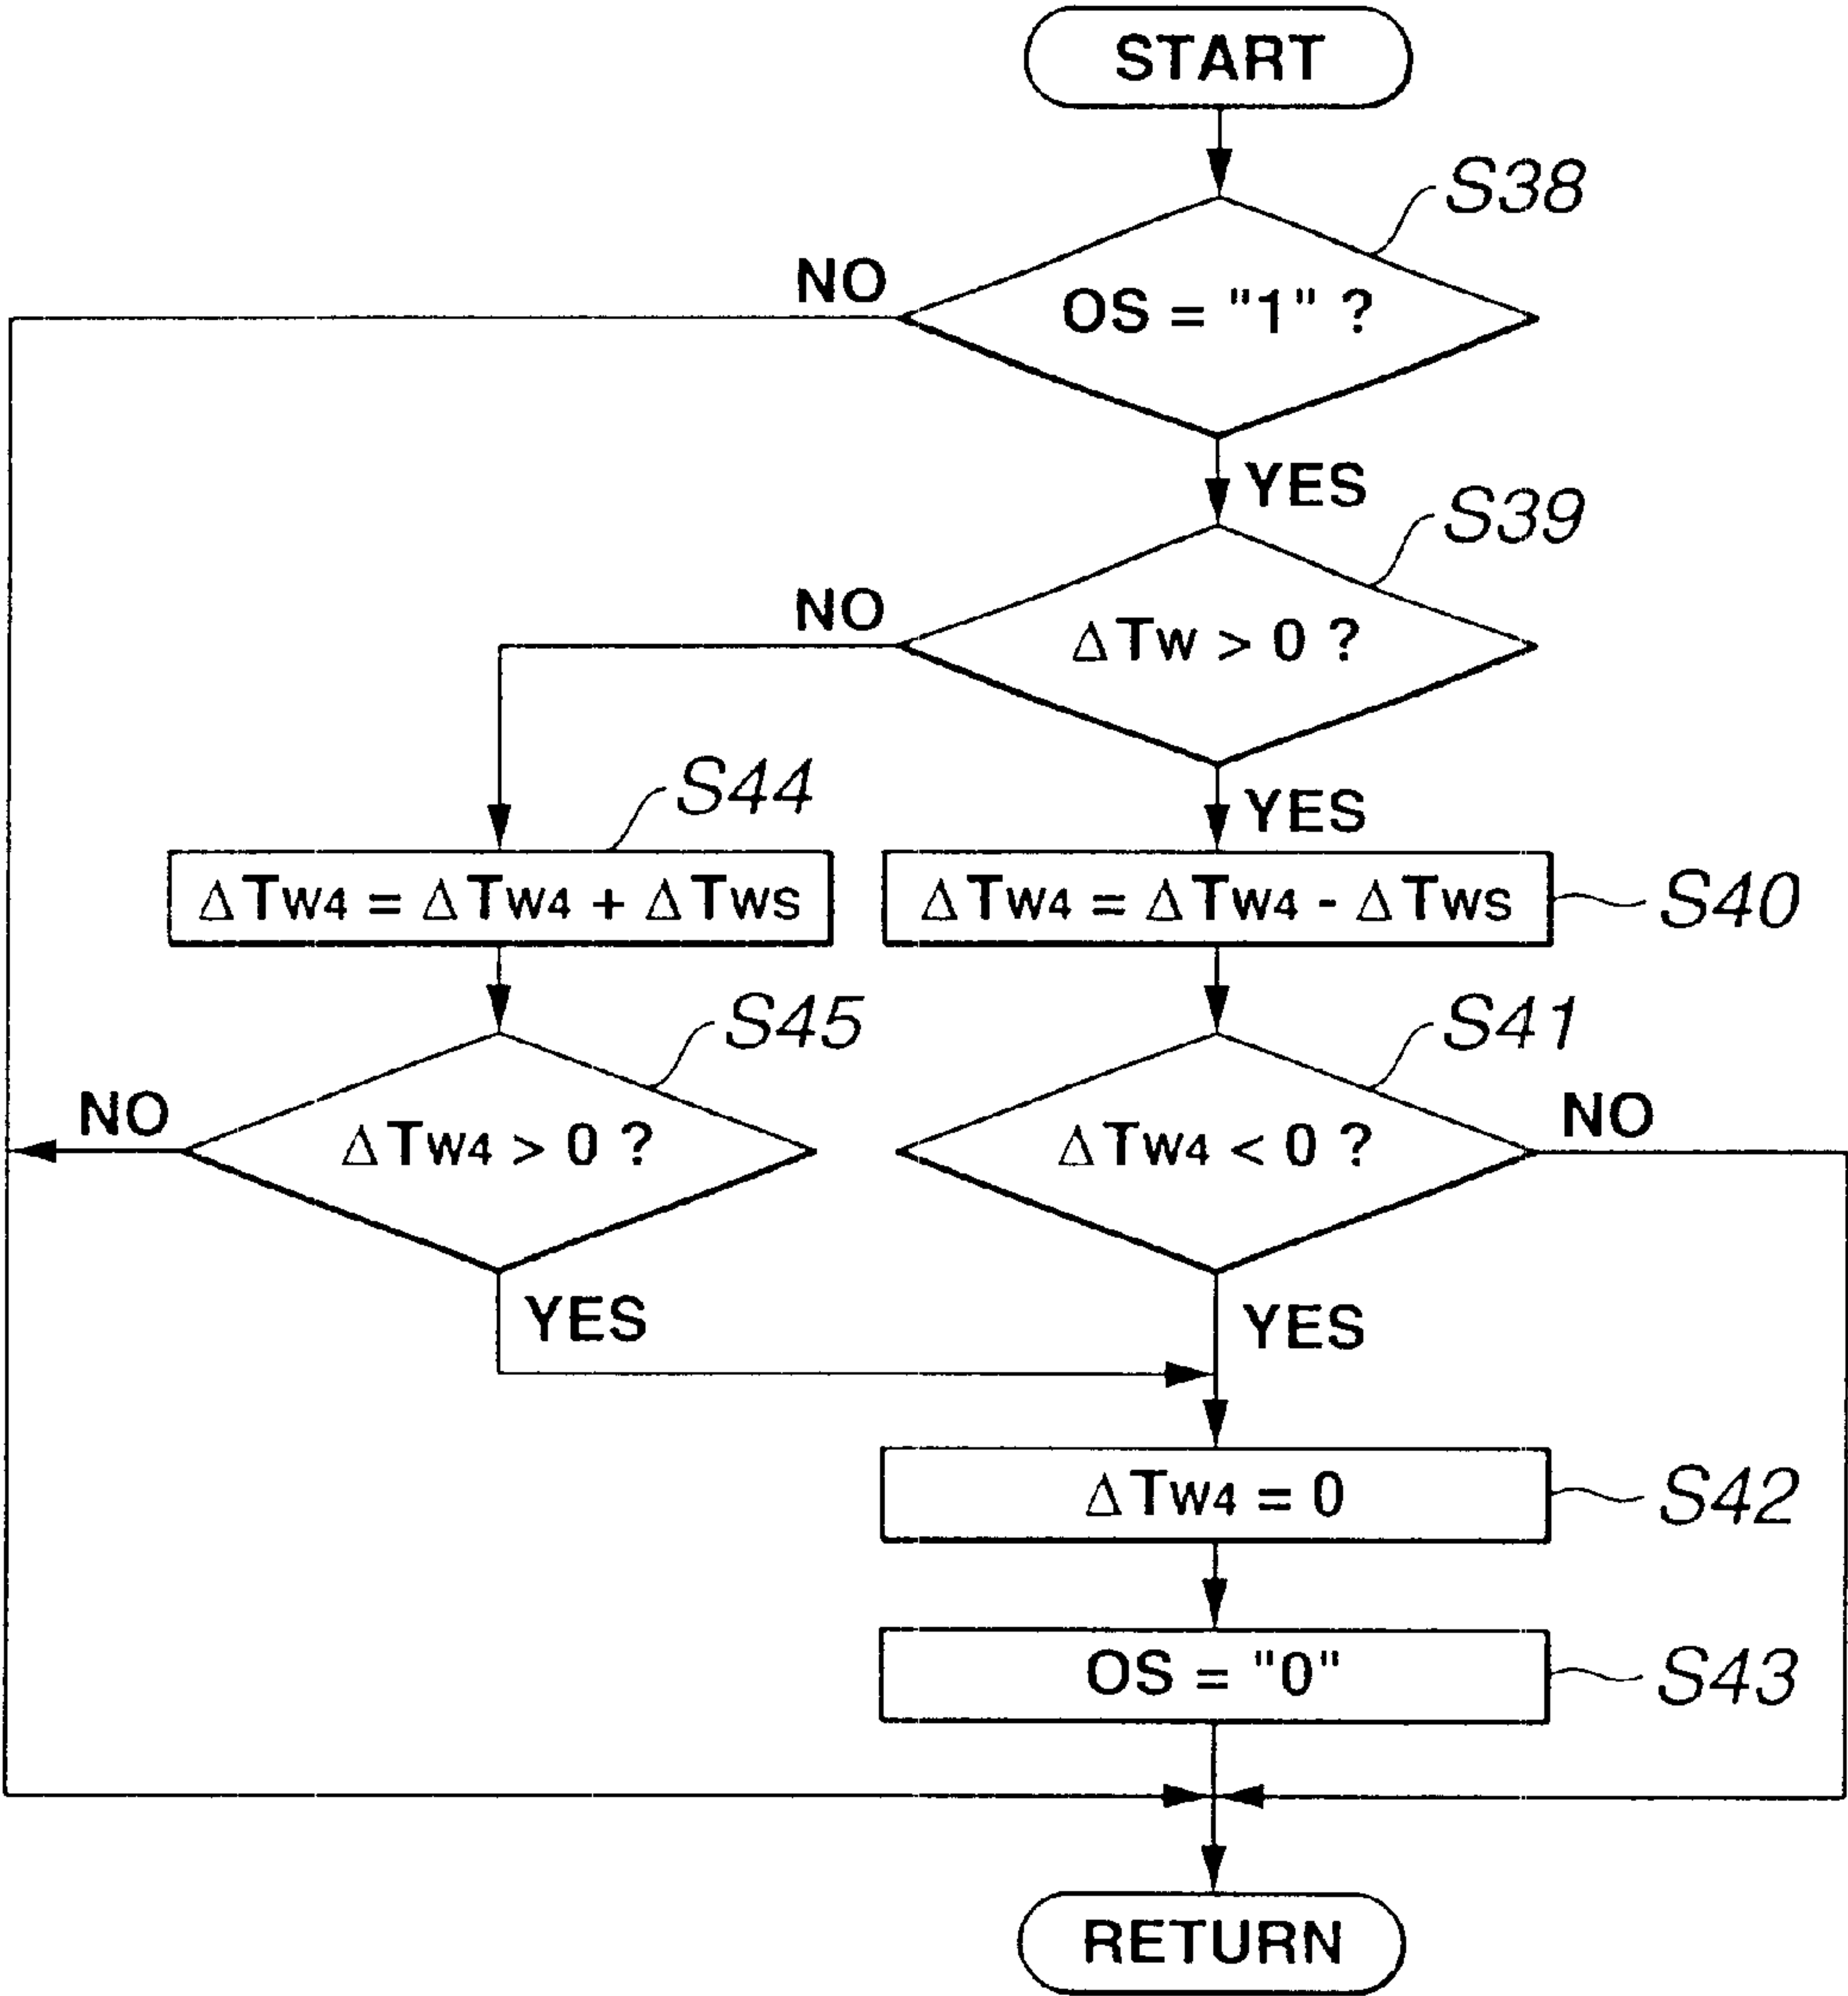 START
S38
NO
OS = "1" ?
YES
S39
NO
ΔTW > 0 ?
S44
YES
ΔTW4 = ΔTW4 + ΔTWS
ΔTW4 = ΔTW4 - ΔTWS
S40
S45
S41
NO
ΔTW4 > 0 ?
ΔTW4 < 0 ?
NO
YES
YES
ΔTW4 = 0
S42
OS = "0"
S43
RETURN